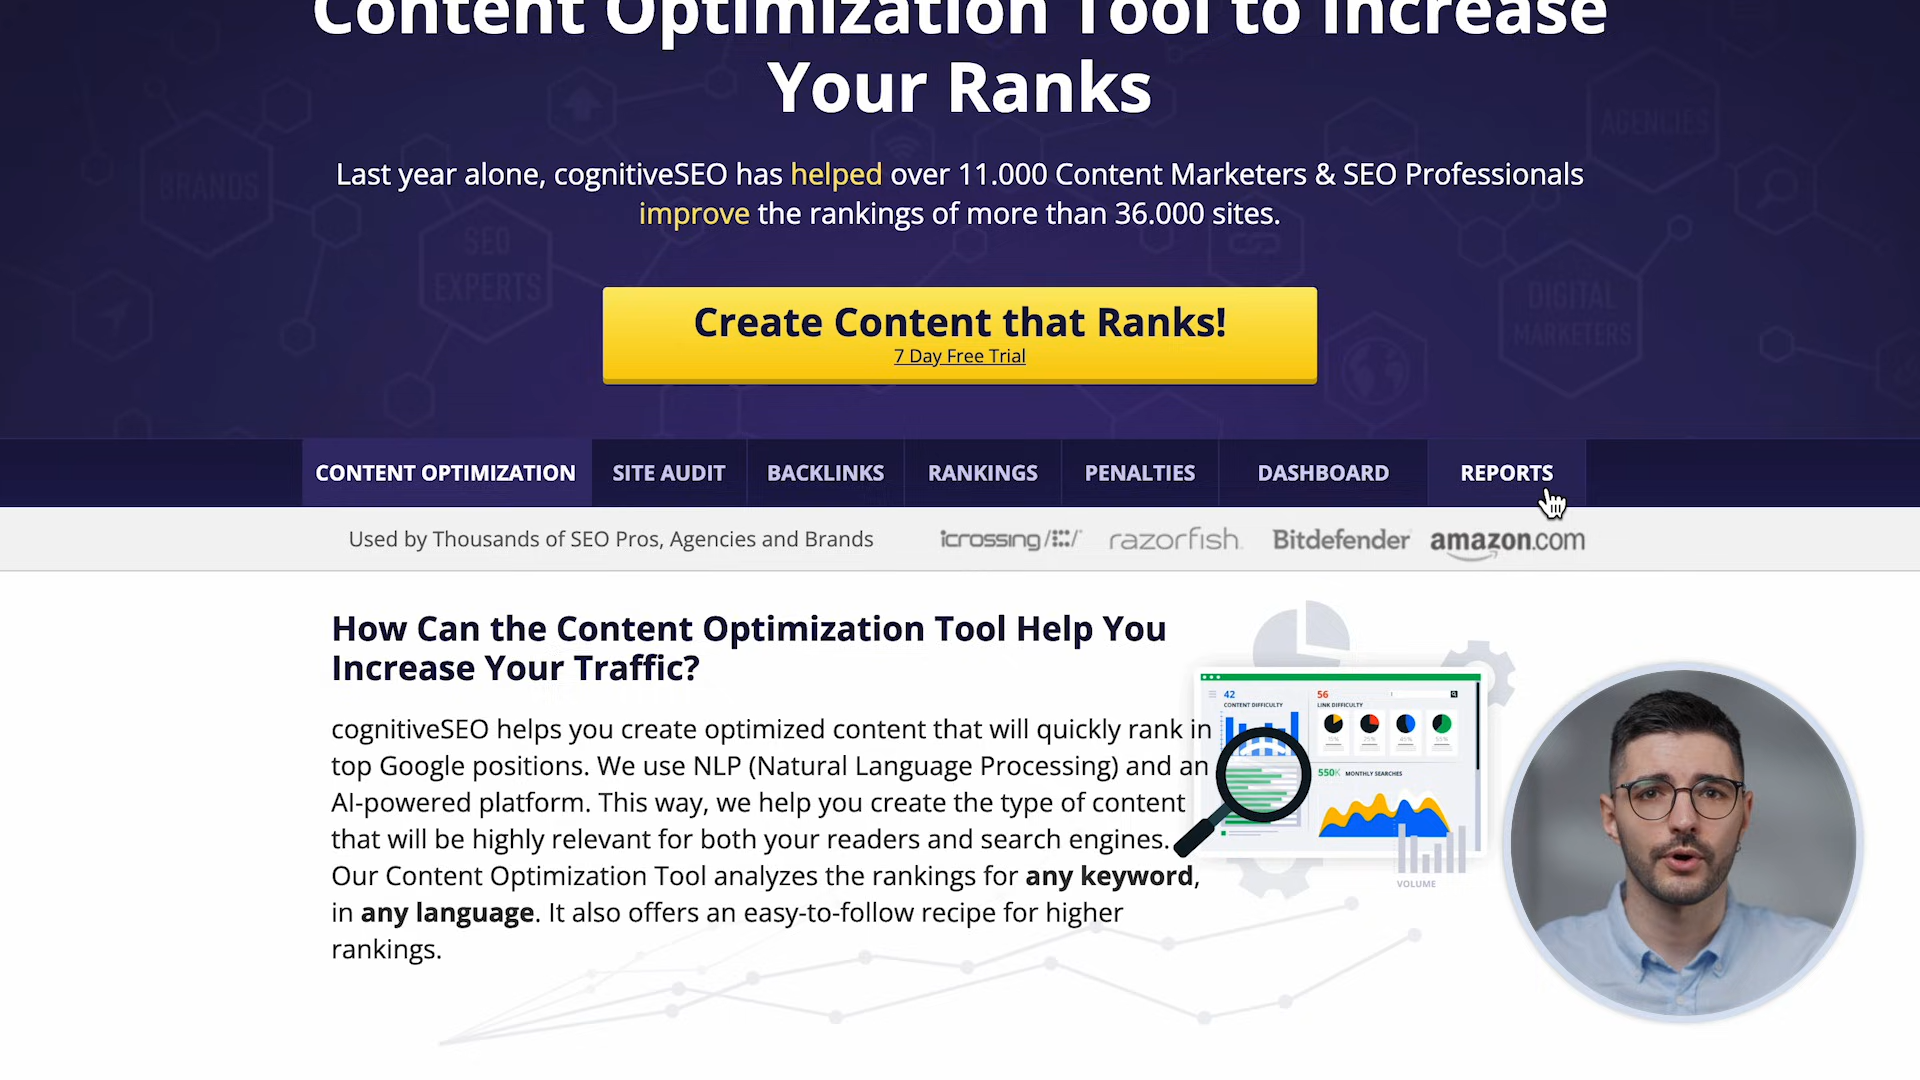 Content Optimization Tool to Increase
Your Ranks
Last year alone, cognitiveSEO has helped over 11.000 Content Marketers & SEO Professionals
improve the rankings of more than 36.000 sites.
BRANDS
SEO
EXPERTS
AGENCIES
DIGITAL
MARKETERS
Create Content that Ranks!
7 Day Free Trial
CONTENT OPTIMIZATION
SITE AUDIT
BACKLINKS
RANKINGS
PENALTIES
DASHBOARD
REPORTS
Used by Thousands of SEO Pros, Agencies and Brands
icrossing
razorfish.
Bitdefender
amazon.com
How Can the Content Optimization Tool Help You
Increase Your Traffic?
cognitiveSEO helps you create optimized content that will quickly rank in
top Google positions. We use NLP (Natural Language Processing) and an
AI-powered platform. This way, we help you create the type of content
that will be highly relevant for both your readers and search engines.
Our Content Optimization Tool analyzes the rankings for any keyword,
in any language. It also offers an easy-to-follow recipe for higher
rankings.
42
CONTENT DIFFICULTY
56
LINK DIFFICULTY
550K MONTHLY SEARCHES
VOLUME